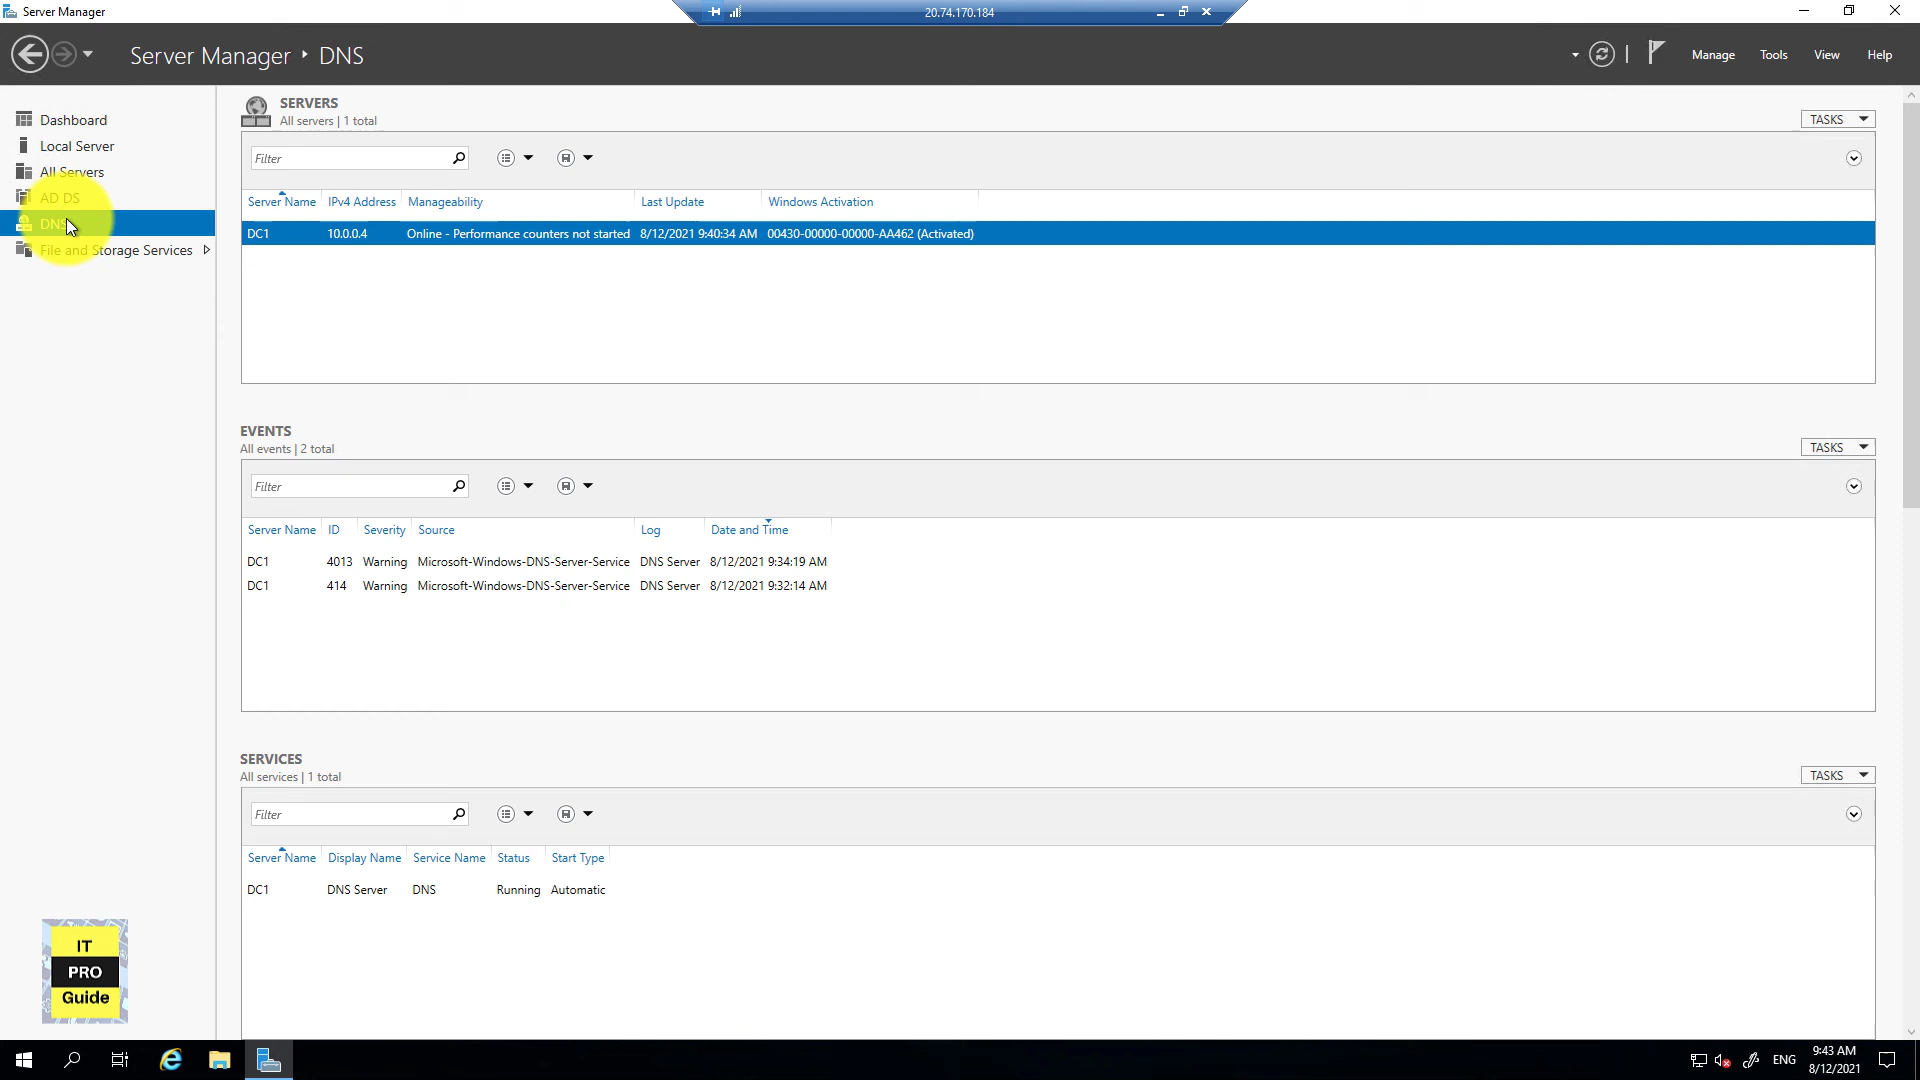 Server Manager
20.74.170.184
Server Manager ‣ DNS
Manage Tools View Help
Dashboard
Local Server
All Servers
AD DS
DNS
File and Storage Services
SERVERS
All servers | 1 total
TASKS
Filter
Server Name IPv4 Address Manageability Last Update Windows Activation
DC1 10.0.0.4 Online - Performance counters not started 8/12/2021 9:40:34 AM 00430-00000-00000-AA462 (Activated)
EVENTS
All events | 2 total
TASKS
Filter
Server Name ID Severity Source Log Date and Time
DC1 4013 Warning Microsoft-Windows-DNS-Server-Service DNS Server 8/12/2021 9:34:19 AM
DC1 414 Warning Microsoft-Windows-DNS-Server-Service DNS Server 8/12/2021 9:32:14 AM
SERVICES
All services | 1 total
TASKS
Filter
Server Name Display Name Service Name Status Start Type
DC1 DNS Server DNS Running Automatic
IT
PRO
Guide
ENG
9:43 AM
8/12/2021